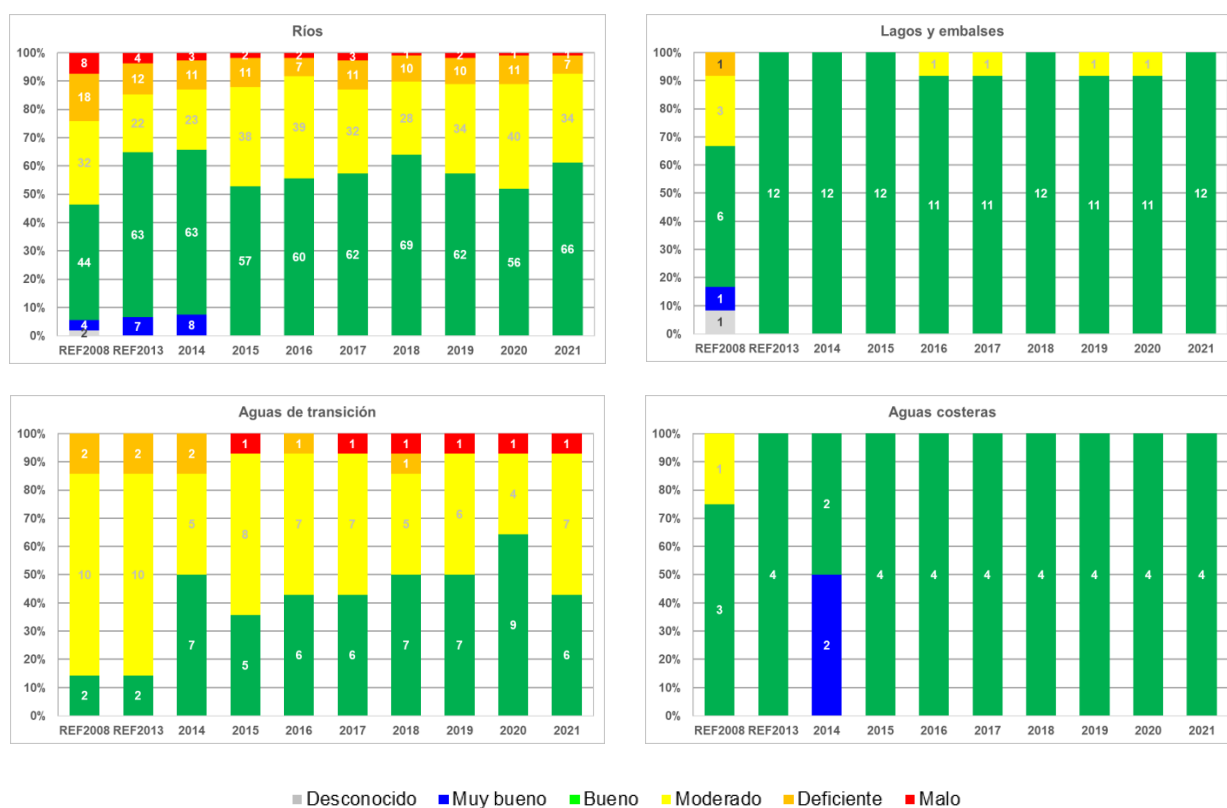 Ríos
100%
90%
80%
70%
60%
50%
40%
30%
20%
10%
0%
8 4 3 2 2 3 1 2 1 1
18 12 11 11 7 11 10 10 11 7
32 22 23 38 39 32 28 34 40 34
44 63 63 57 60 62 69 62 56 66
4 7 8
2
REF2008 REF2013 2014 2015 2016 2017 2018 2019 2020 2021
Lagos y embalses
100%
90%
80%
70%
60%
50%
40%
30%
20%
10%
0%
1 1 1 1 1
3
6 12 12 12 11 11 12 11 11 12
1
1
REF2008 REF2013 2014 2015 2016 2017 2018 2019 2020 2021
Aguas de transición
100%
90%
80%
70%
60%
50%
40%
30%
20%
10%
0%
2 2 2 1 1 1 1 1 1 1
1
10 10 5 8 7 7 5 6 4 7
2 2 7 5 6 6 7 7 9 6
REF2008 REF2013 2014 2015 2016 2017 2018 2019 2020 2021
Aguas costeras
100%
90%
80%
70%
60%
50%
40%
30%
20%
10%
0%
1 2
3 4 2 4 4 4 4 4 4 4
REF2008 REF2013 2014 2015 2016 2017 2018 2019 2020 2021
Desconocido Muy bueno Bueno Moderado Deficiente Malo